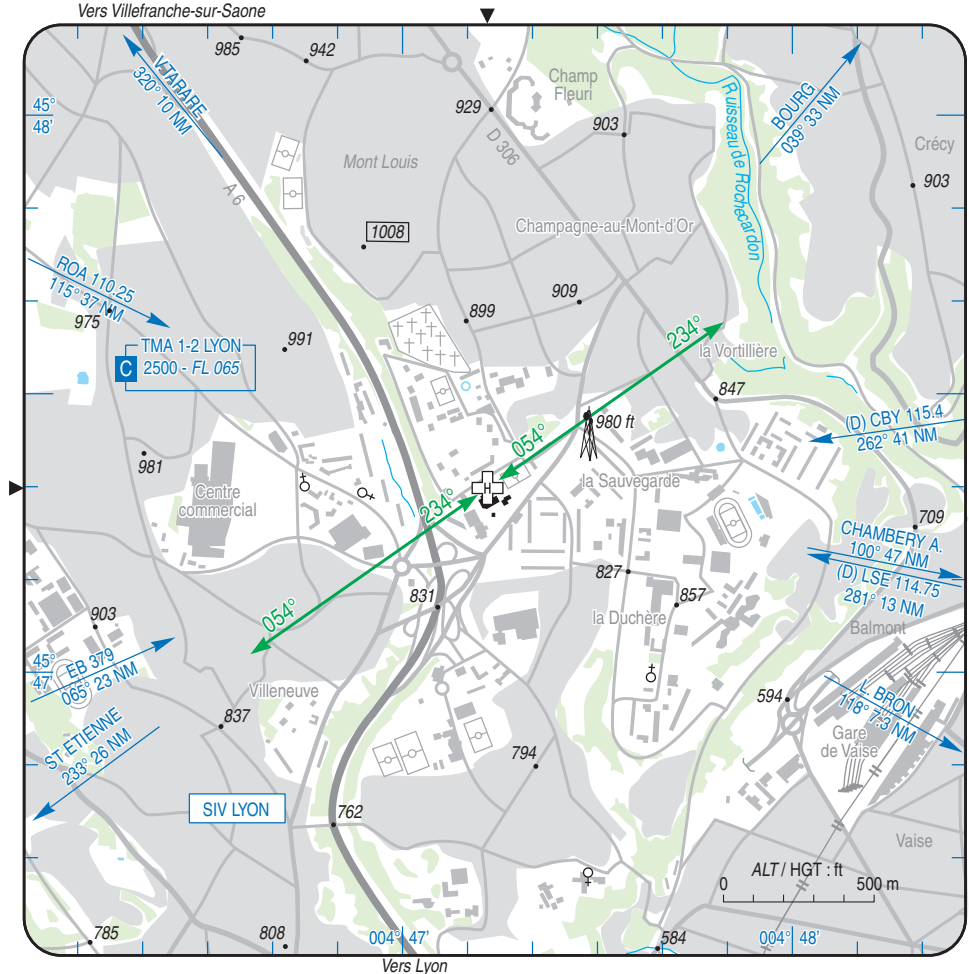 Vers Villefranche-sur-Saone
985
942
V.TARARE
320° 10 NM
45°
48'
929
Champ
Fleuri
903
D 306
Ruisseau de Rochecardon
BOURG
039° 33 NM
Crécy
903
Mont Louis
A 6
1008
Champagne-au-Mont-d'Or
ROA 110.25
115° 37 NM
975
909
899
234°
TMA 1-2 LYON
C
2500 - FL 065
991
la Vortillière
847
980 ft
(D) CBY 115.4
262° 41 NM
054°
981
H
la Sauvegarde
Centre
commercial
234°
709
CHAMBERY A.
100° 47 NM
(D) LSE 114.75
281° 13 NM
827
857
831
903
054°
la Duchère
Balmont
45°
47'
EB 379
065° 23 NM
Villeneuve
594
L. BRON
118° 7.3 NM
837
ST ETIENNE
233° 26 NM
794
Gare
de Vaise
SIV LYON
762
Vaise
ALT / HGT : ft
0
500 m
785
808
004° 47'
004° 48'
584
Vers Lyon